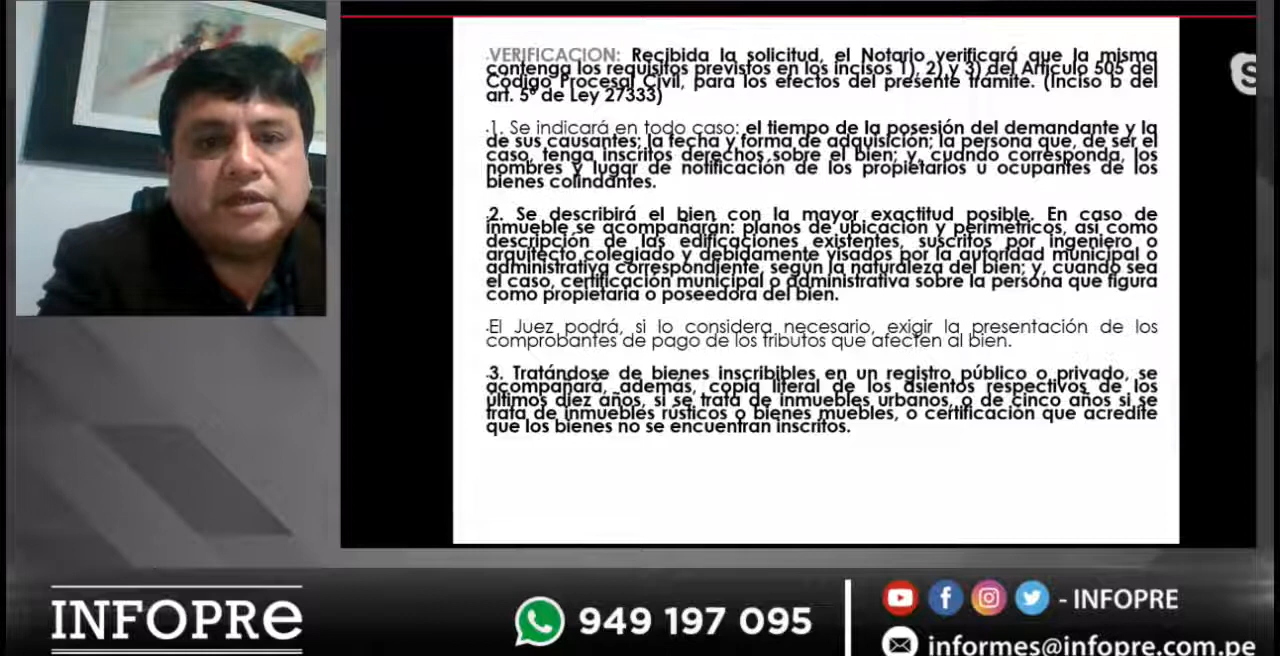 ·VERIFICACION: Recibida la solicitud, el Notario verificará que la misma
contenga los requisitos previstos en los incisos 1), 2) y 3) del Artículo 505 del
Código Procesal Civil, para los efectos del presente trámite. (Inciso b del
art. 5° de Ley 27333)
·1. Se indicará en todo caso: el tiempo de la posesión del demandante y la
de sus causantes; la fecha y forma de adquisición; la persona que, de ser el
caso, tenga inscritos derechos sobre el bien; y, cuando corresponda, los
nombres y lugar de notificación de los propietarios u ocupantes de los
bienes colindantes.
·2. Se describirá el bien con la mayor exactitud posible. En caso de
inmueble se acompañarán: planos de ubicación y perimétricos, así como
descripción de las edificaciones existentes, suscritos por ingeniero o
arquitecto colegiado y debidamente visados por la autoridad municipal o
administrativa correspondiente, según la naturaleza del bien; y, cuando sea
el caso, certificación municipal o administrativa sobre la persona que figura
como propietaria o poseedora del bien.
·El Juez podrá, si lo considera necesario, exigir la presentación de los
comprobantes de pago de los tributos que afecten al bien.
·3. Tratándose de bienes inscribibles en un registro público o privado, se
acompañará, además, copia literal de los asientos respectivos de los
últimos diez años, si se trata de inmuebles urbanos, o de cinco años si se
trata de inmuebles rústicos o bienes muebles, o certificación que acredite
que los bienes no se encuentran inscritos.
INFOPRe
949 197 095
- INFOPRE
informes@infopre.com.pe